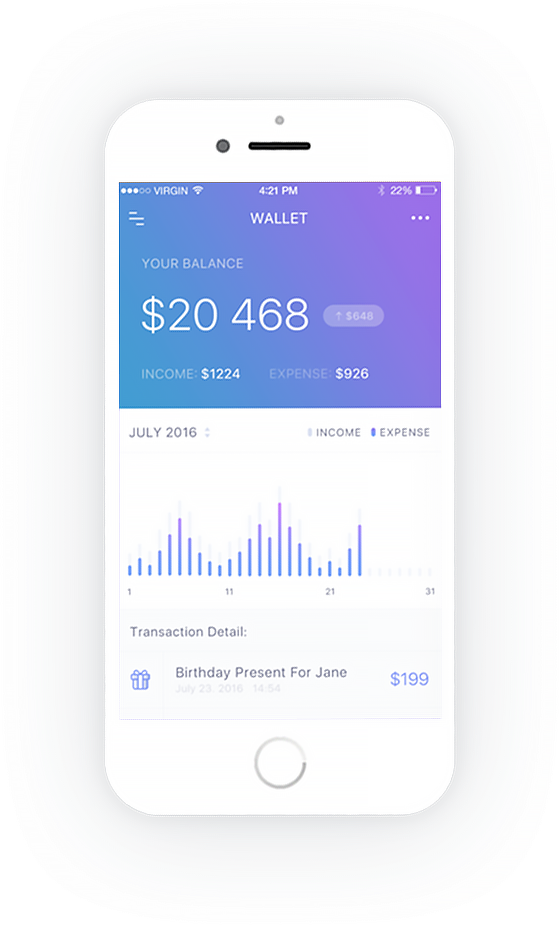 VIRGIN 4:21 PM 22%
WALLET
YOUR BALANCE
$20 468 ↑ $648
INCOME: $1224 EXPENSE: $926
JULY 2016 INCOME EXPENSE
1 11 21 31
Transaction Detail:
Birthday Present For Jane $199
July 23, 2016 14:54